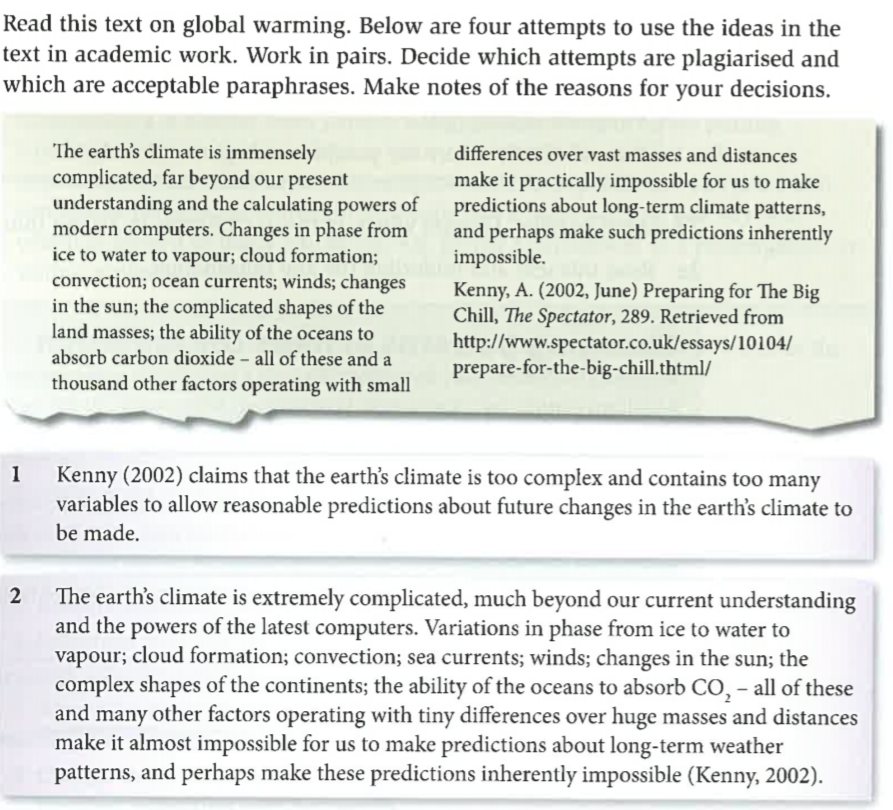 Read this text on global warming. Below are four attempts to use the ideas in the
text in academic work. Work in pairs. Decide which attempts are plagiarised and
which are acceptable paraphrases. Make notes of the reasons for your decisions.
The earth's climate is immensely
complicated, far beyond our present
understanding and the calculating powers of
modern computers. Changes in phase from
ice to water to vapour; cloud formation;
convection; ocean currents; winds; changes
in the sun; the complicated shapes of the
land masses; the ability of the oceans to
absorb carbon dioxide – all of these and a
thousand other factors operating with small
differences over vast masses and distances
make it practically impossible for us to make
predictions about long-term climate patterns,
and perhaps make such predictions inherently
impossible.
Kenny, A. (2002, June) Preparing for The Big
Chill, The Spectator, 289. Retrieved from
http://www.spectator.co.uk/essays/10104/
prepare-for-the-big-chill.thtml/
1 Kenny (2002) claims that the earth's climate is too complex and contains too many
variables to allow reasonable predictions about future changes in the earth's climate to
be made.
2 The earth's climate is extremely complicated, much beyond our current understanding
and the powers of the latest computers. Variations in phase from ice to water to
vapour; cloud formation; convection; sea currents; winds; changes in the sun; the
complex shapes of the continents; the ability of the oceans to absorb CO₂ – all of these
and many other factors operating with tiny differences over huge masses and distances
make it almost impossible for us to make predictions about long-term weather
patterns, and perhaps make these predictions inherently impossible (Kenny, 2002).